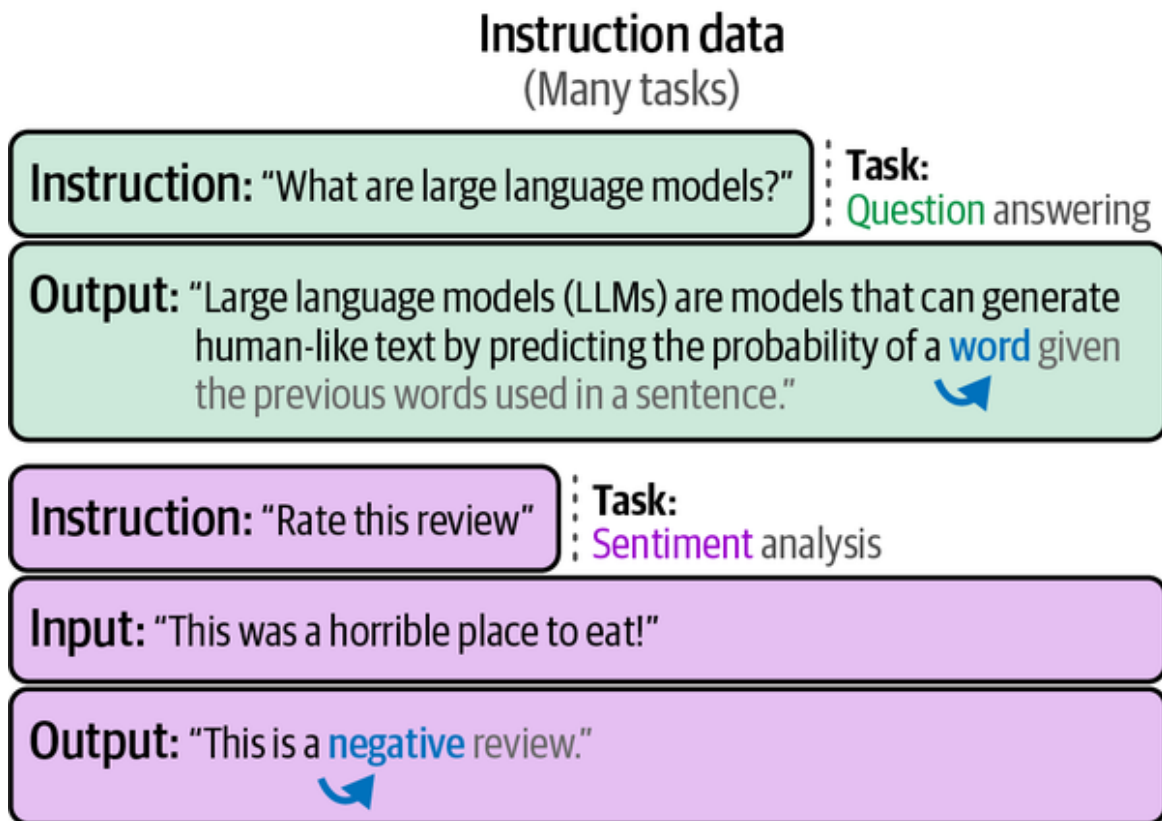 Instruction data
(Many tasks)
Instruction: “What are large language models?”
Task:
Question answering
Output: “Large language models (LLMs) are models that can generate
human-like text by predicting the probability of a word given
the previous words used in a sentence.”
Instruction: “Rate this review”
Task:
Sentiment analysis
Input: “This was a horrible place to eat!”
Output: “This is a negative review.”